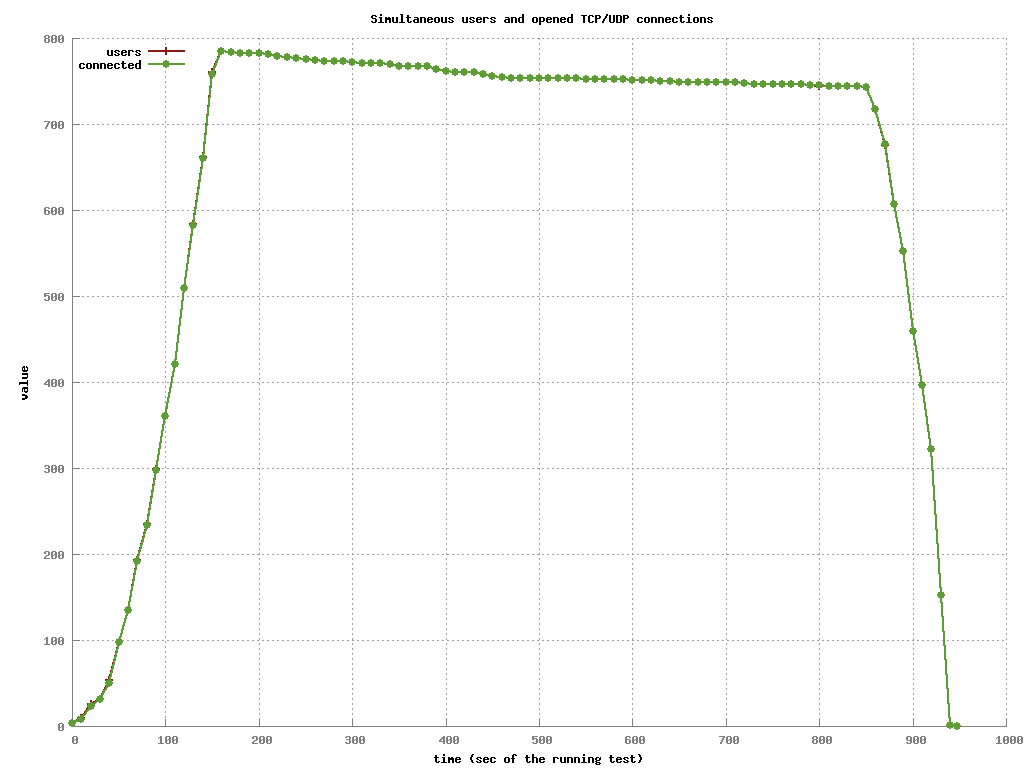 Simultaneous users and opened TCP/UDP connections
users
connected
800
700
600
500
400
300
200
100
0
value
0 100 200 300 400 500 600 700 800 900 1000
time (sec of the running test)